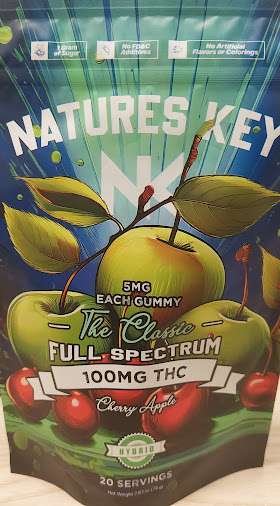 1 Gram
of Sugar
No FD&C
Additives
No Artificial
Flavors or Colorings
NATURES KEY
NK
5MG
EACH GUMMY
The Classic
FULL SPECTRUM
100MG THC
Cherry Apple
HYBRID
20 SERVINGS